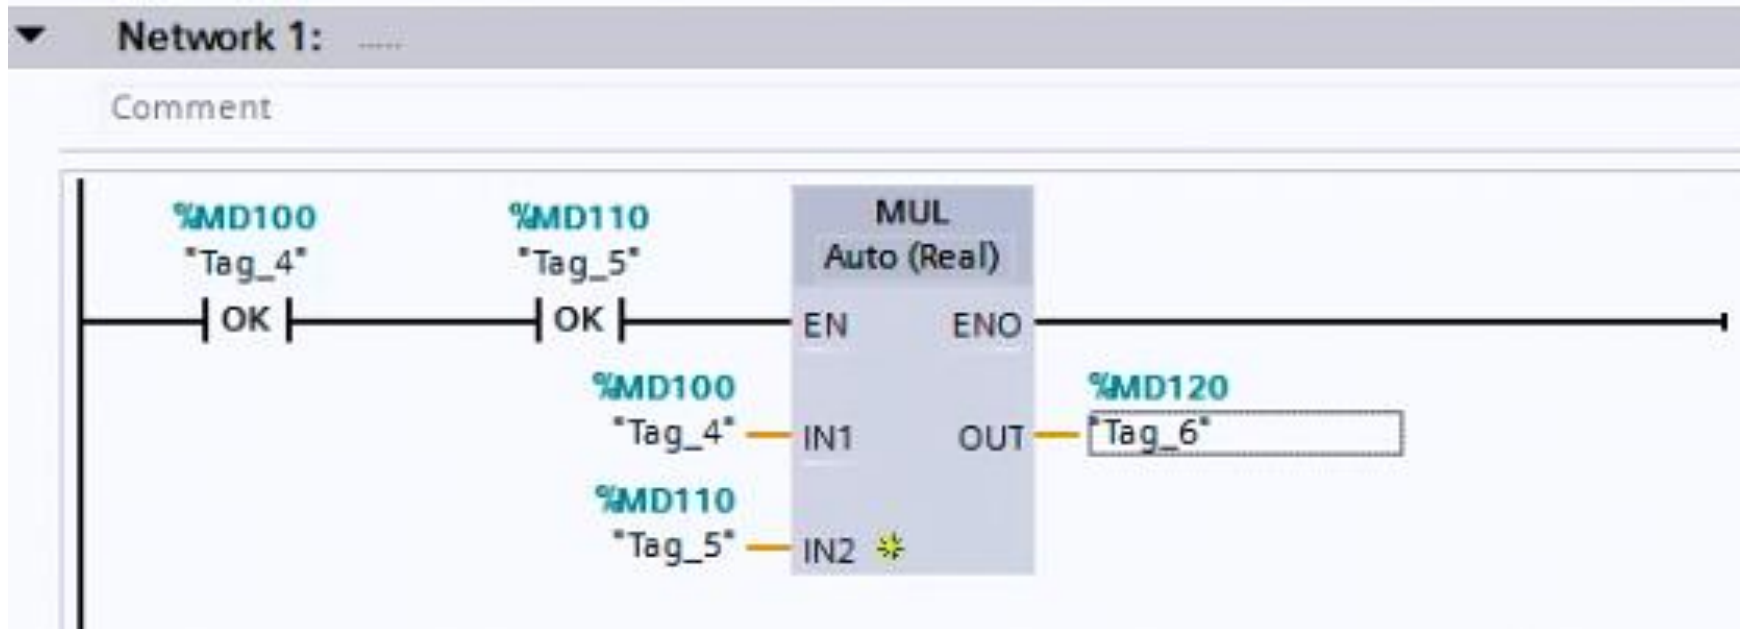 Network 1: .....
Comment
%MD100 %MD110 MUL
"Tag_4" "Tag_5" Auto (Real)
OK OK EN ENO
%MD100 %MD120
"Tag_4" IN1 OUT "Tag_6"
%MD110
"Tag_5" IN2